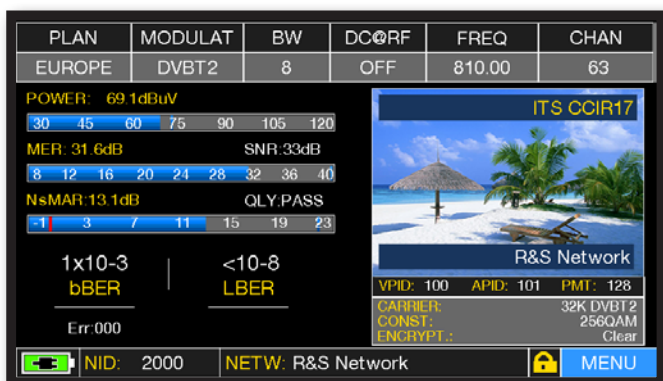 PLAN MODULAT BW DC@RF FREQ CHAN
EUROPE DVBT2 8 OFF 810.00 63
POWER: 69.1dBuV
30 45 60 75 90 105 120
MER: 31.6dB SNR:33dB
8 12 16 20 24 28 32 36 40
NsMAR:13.1dB QLY:PASS
-1 3 7 11 15 19 23
1x10-3 <10-8
bBER LBER
Err:000
ITS CCIR17
R&S Network
VPID: 100 APID: 101 PMT: 128
CARRIER: 32K DVBT2
CONST: 256QAM
ENCRYPT.: Clear
NID: 2000 NETW: R&S Network MENU